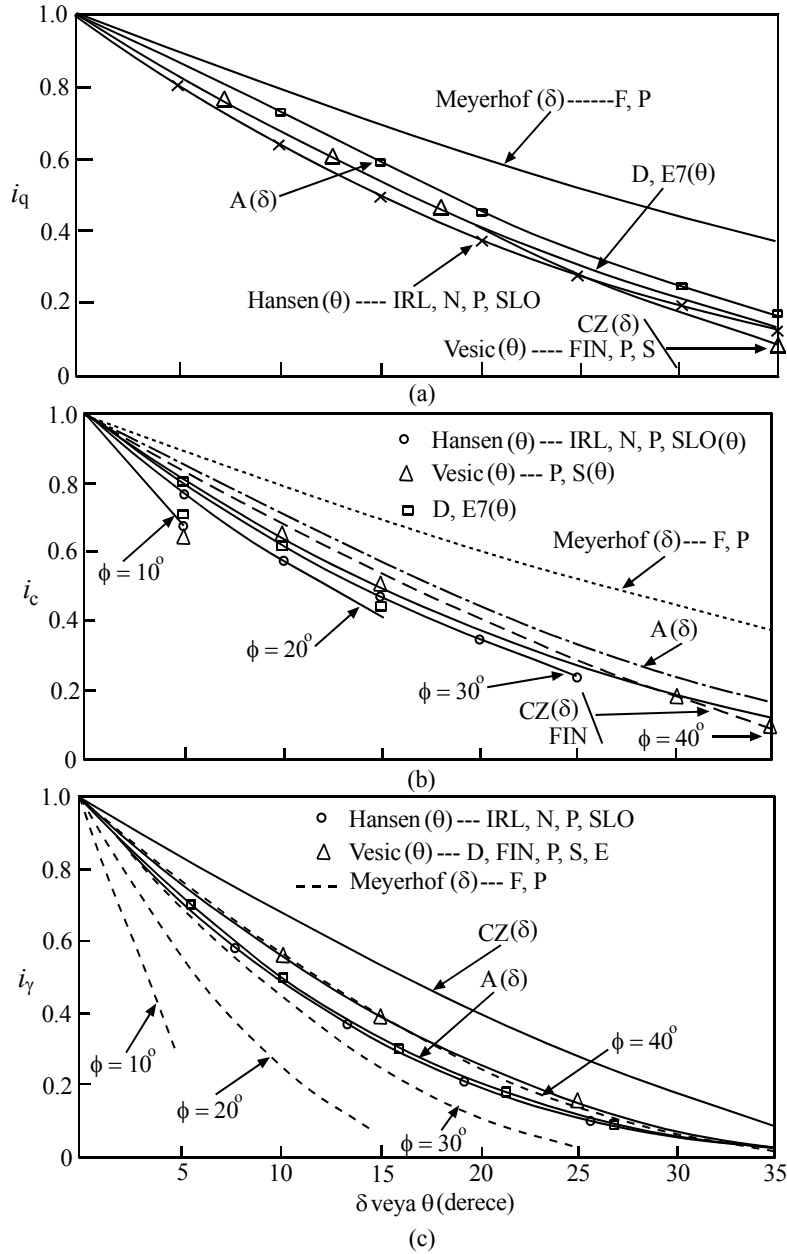 1.0
Meyerhof (δ) ------F, P
0.8
D, E7(θ)
0.6
A(δ)
i_q
0.4
Hansen(θ) ---- IRL, N, P, SLO
0.2
CZ(δ)
Vesic(θ) ---- FIN, P, S
0
(a)
1.0
Hansen(θ) --- IRL, N, P, SLO(θ)
Vesic(θ) --- P, S(θ)
0.8
D, E7(θ)
Meyerhof (δ)--- F, P
0.6
ϕ = 10°
i_c
0.4
A(δ)
ϕ = 20°
0.2
ϕ = 30°
CZ(δ)
FIN
ϕ = 40°
0
(b)
1.0
Hansen(θ) --- IRL, N, P, SLO
Vesic(θ) --- D, FIN, P, S, E
Meyerhof (δ)--- F, P
0.8
CZ(δ)
0.6
A(δ)
i_γ
0.4
ϕ = 40°
ϕ = 10°
0.2
ϕ = 20°
ϕ = 30°
0
5 10 15 20 25 30 35
δ veya θ (derece)
(c)